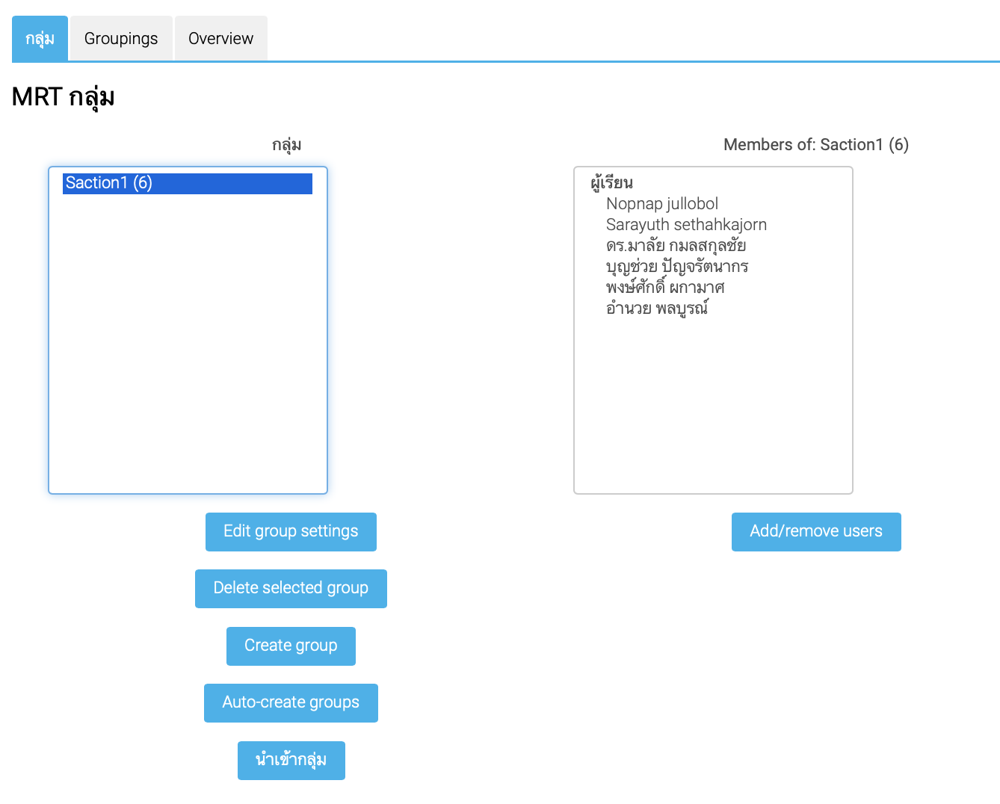 กลุ่ม
Groupings
Overview
MRT กลุ่ม
กลุ่ม
Saction1 (6)
Edit group settings
Delete selected group
Create group
Auto-create groups
นำเข้ากลุ่ม
Members of: Saction1 (6)
ผู้เรียน
Nopnap jullobol
Sarayuth sethahkajorn
ดร.มาลัย กมลสกุลชัย
บุญช่วย ปัญจรัตนากร
พงษ์ศักดิ์ ผกามาศ
อำนวย พลบูรณ์
Add/remove users